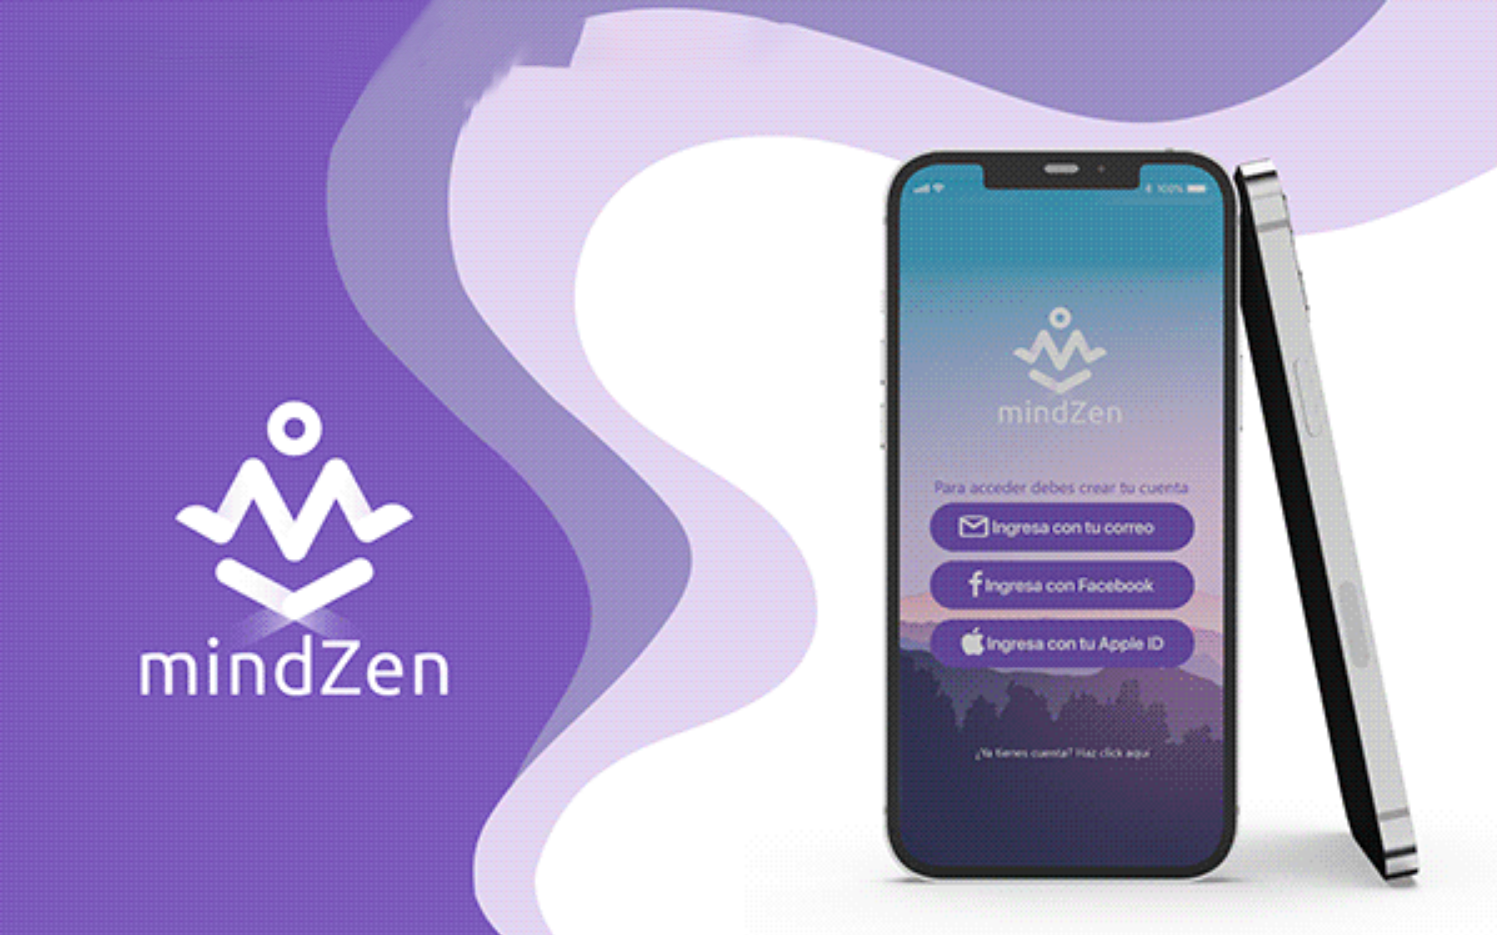 mindZen
100%
mindZen
Para acceder debes crear tu cuenta
Ingresa con tu correo
Ingresa con Facebook
Ingresa con tu Apple ID
¿Ya tienes cuenta? Haz click aquí